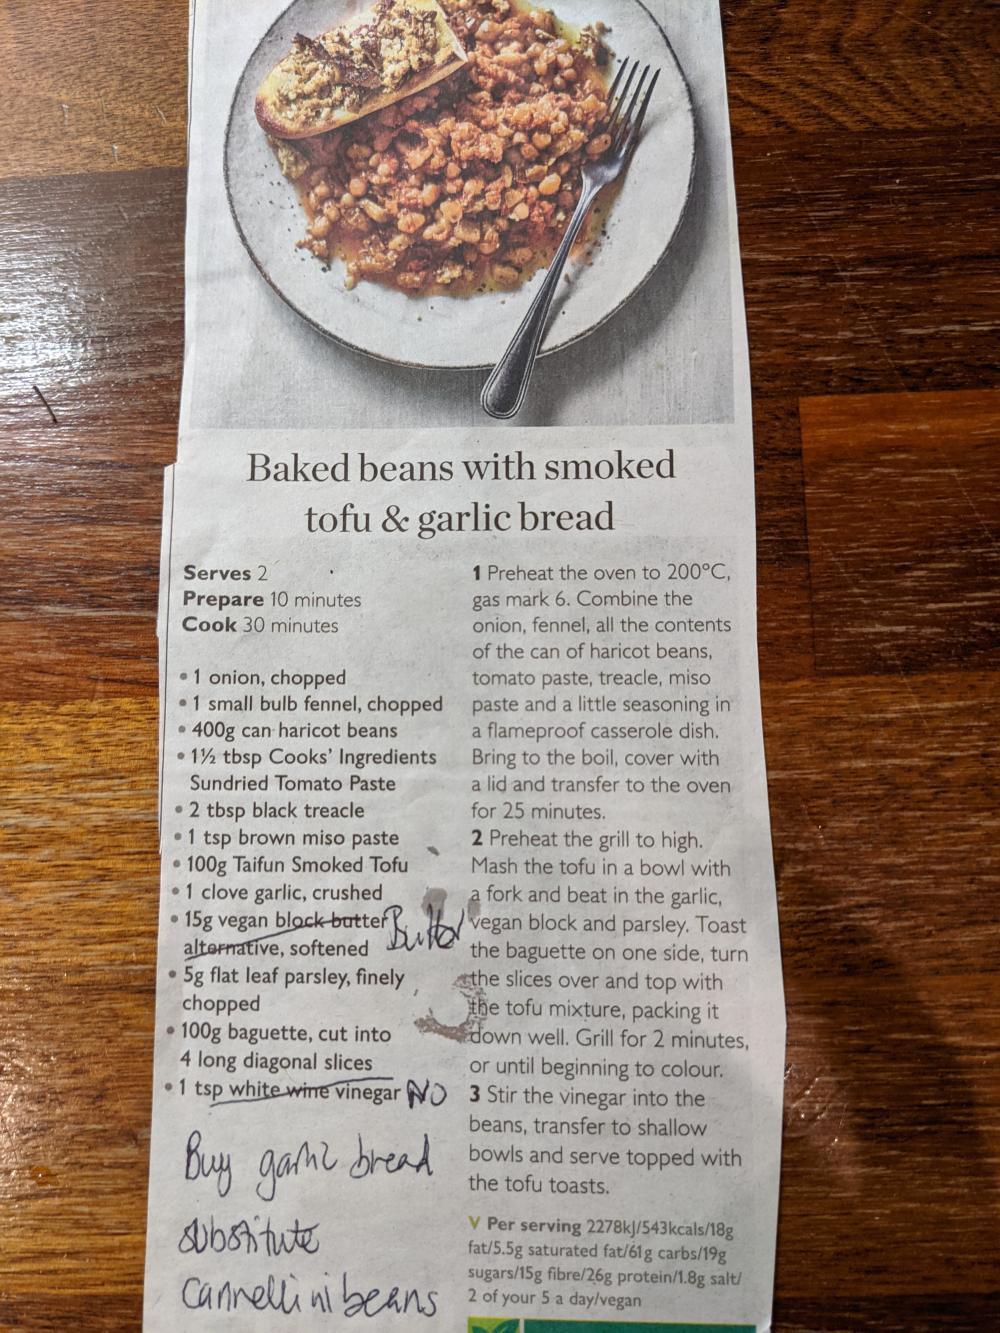 Baked beans with smoked
tofu & garlic bread
Serves 2
Prepare 10 minutes
Cook 30 minutes
• 1 onion, chopped
• 1 small bulb fennel, chopped
• 400g can haricot beans
• 1½ tbsp Cooks' Ingredients
Sundried Tomato Paste
• 2 tbsp black treacle
• 1 tsp brown miso paste
• 100g Taifun Smoked Tofu
• 1 clove garlic, crushed
• 15g vegan block butter Butter
alternative, softened
• 5g flat leaf parsley, finely
chopped
• 100g baguette, cut into
4 long diagonal slices
• 1 tsp white wine vinegar NO
Buy garlic bread
substitute
Cannellini beans
1 Preheat the oven to 200°C,
gas mark 6. Combine the
onion, fennel, all the contents
of the can of haricot beans,
tomato paste, treacle, miso
paste and a little seasoning in
a flameproof casserole dish.
Bring to the boil, cover with
a lid and transfer to the oven
for 25 minutes.
2 Preheat the grill to high.
Mash the tofu in a bowl with
a fork and beat in the garlic,
vegan block and parsley. Toast
the baguette on one side, turn
the slices over and top with
the tofu mixture, packing it
down well. Grill for 2 minutes,
or until beginning to colour.
3 Stir the vinegar into the
beans, transfer to shallow
bowls and serve topped with
the tofu toasts.
V Per serving 2278kJ/543kcals/18g
fat/5.5g saturated fat/61g carbs/19g
sugars/15g fibre/26g protein/1.8g salt/
2 of your 5 a day/vegan